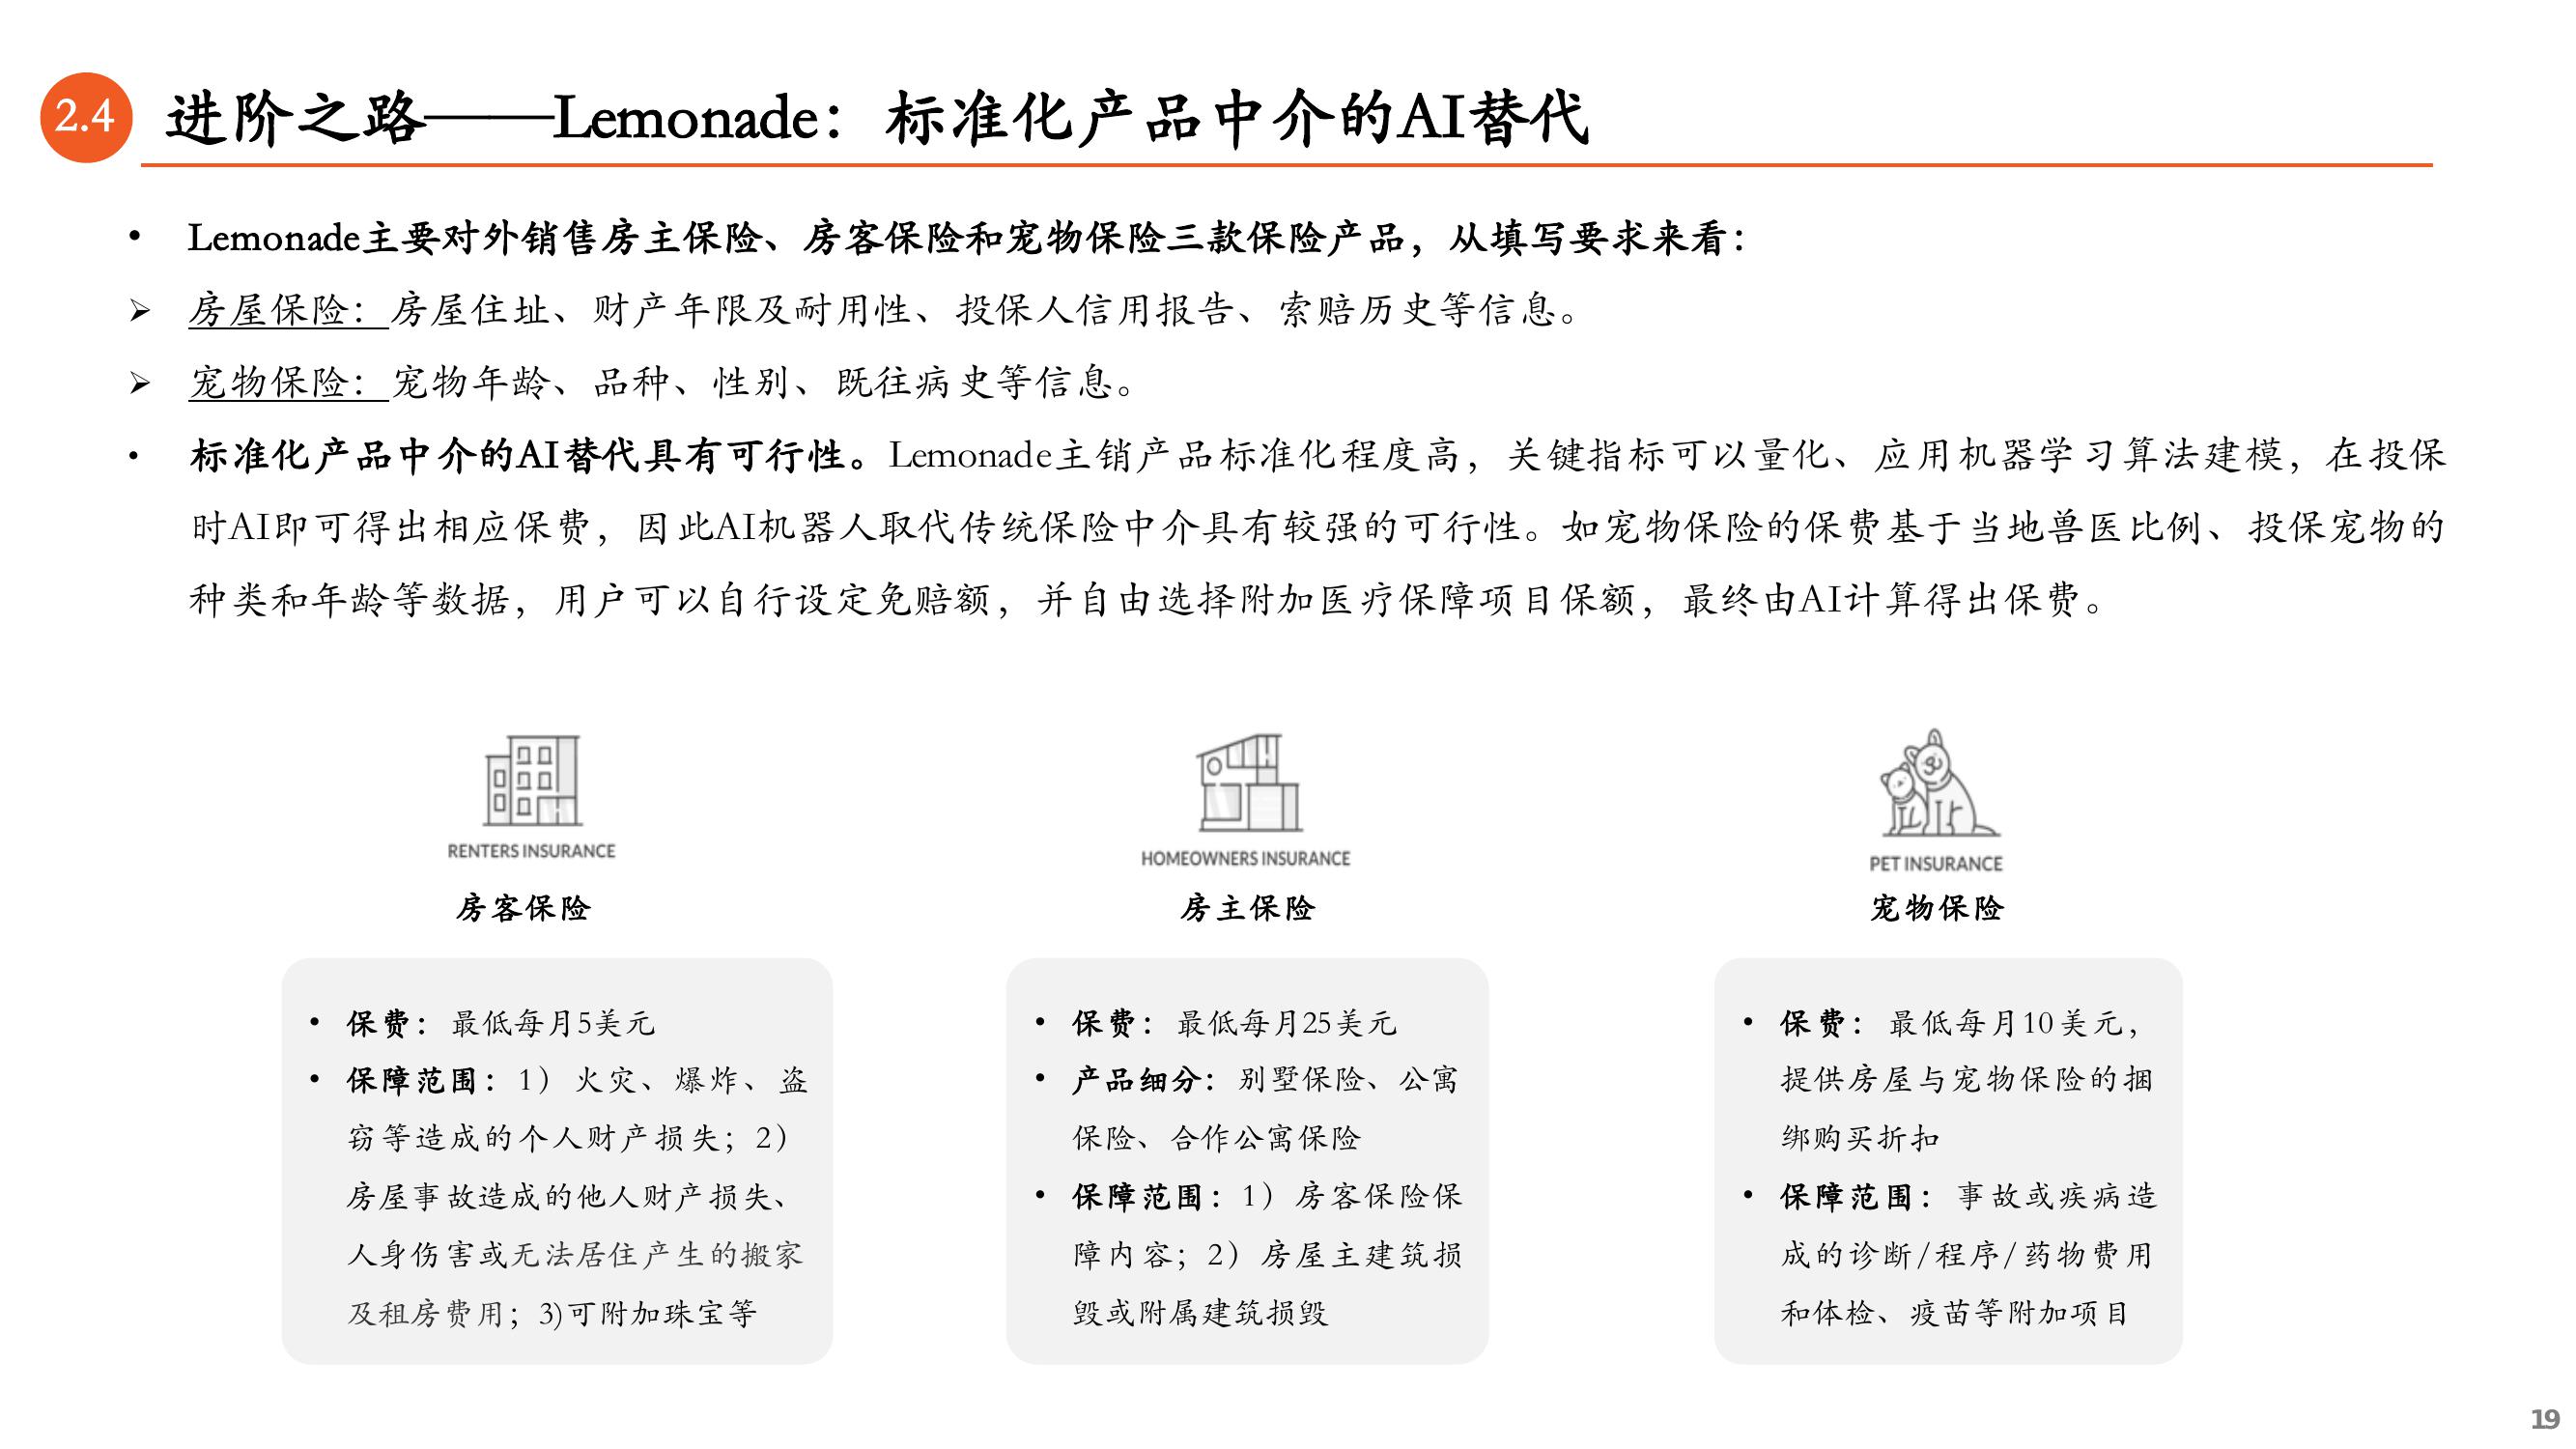 2.4 进阶之路——Lemonade：标准化产品中介的AI替代
• Lemonade主要对外销售房主保险、房客保险和宠物保险三款保险产品，从填写要求来看：
➢ 房屋保险：房屋住址、财产年限及耐用性、投保人信用报告、索赔历史等信息。
➢ 宠物保险：宠物年龄、品种、性别、既往病史等信息。
• 标准化产品中介的AI替代具有可行性。Lemonade主销产品标准化程度高，关键指标可以量化、应用机器学习算法建模，在投保
时AI即可得出相应保费，因此AI机器人取代传统保险中介具有较强的可行性。如宠物保险的保费基于当地兽医比例、投保宠物的
种类和年龄等数据，用户可以自行设定免赔额，并自由选择附加医疗保障项目保额，最终由AI计算得出保费。
RENTERS INSURANCE
房客保险
• 保费：最低每月5美元
• 保障范围：1）火灾、爆炸、盗
窃等造成的个人财产损失；2）
房屋事故造成的他人财产损失、
人身伤害或无法居住产生的搬家
及租房费用；3)可附加珠宝等
HOMEOWNERS INSURANCE
房主保险
• 保费：最低每月25美元
• 产品细分：别墅保险、公寓
保险、合作公寓保险
• 保障范围：1）房客保险保
障内容；2）房屋主建筑损
毁或附属建筑损毁
PET INSURANCE
宠物保险
• 保费：最低每月10美元，
提供房屋与宠物保险的捆
绑购买折扣
• 保障范围：事故或疾病造
成的诊断/程序/药物费用
和体检、疫苗等附加项目
19